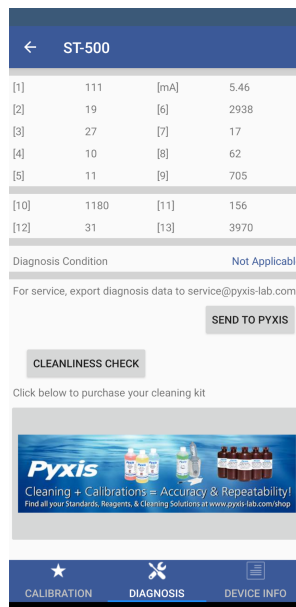 ← ST-500
[1] 111 [mA] 5.46
[2] 19 [6] 2938
[3] 27 [7] 17
[4] 10 [8] 62
[5] 11 [9] 705
[10] 1180 [11] 156
[12] 31 [13] 3970
Diagnosis Condition Not Applicabl
For service, export diagnosis data to service@pyxis-lab.com
SEND TO PYXIS
CLEANLINESS CHECK
Click below to purchase your cleaning kit
Pyxis
Cleaning + Calibrations = Accuracy & Repeatability!
Find all your Standards, Reagents, & Cleaning Solutions at www.pyxis-lab.com/shop
CALIBRATION DIAGNOSIS DEVICE INFO